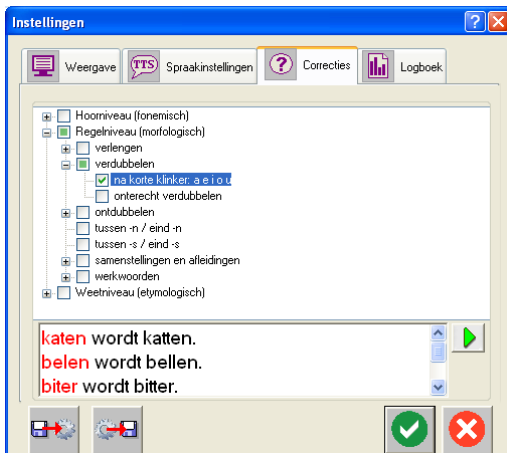 Instellingen
Weergave TTS Spraakinstellingen ? Correcties Logboek
Hoorniveau (fonemisch)
Regelniveau (morfologisch)
verlengen
verdubbelen
na korte klinker: a e i o u
onterecht verdubbelen
ontdubbelen
tussen -n / eind -n
tussen -s / eind -s
samenstellingen en afleidingen
werkwoorden
Weetniveau (etymologisch)
katen wordt katten.
belen wordt bellen.
biter wordt bitter.